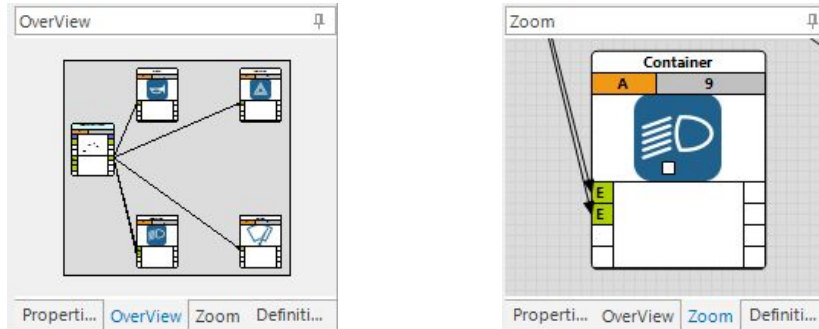 OverView
Properti... OverView Zoom Definiti...
Zoom
Container
A 9
E
E
Properti... OverView Zoom Definiti...